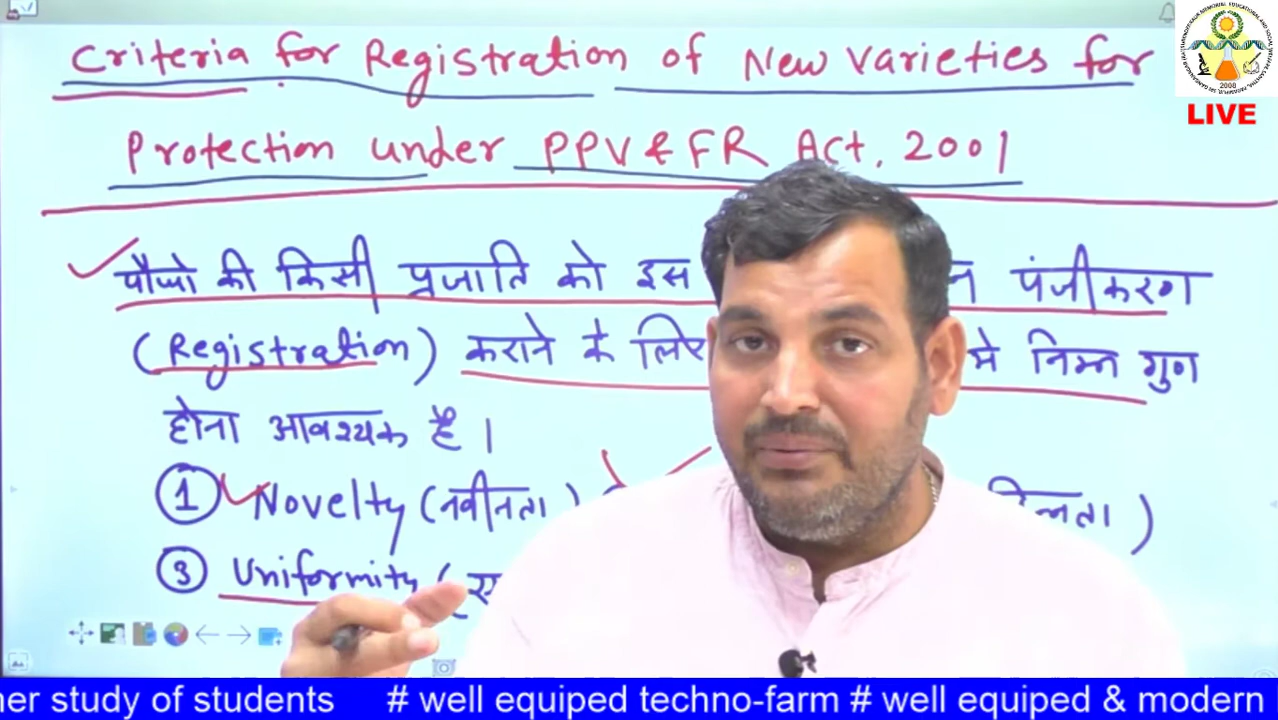 Criteria for Registration of New Varieties for
Protection under PPV & FR Act, 2001
पौधो की किसी प्रजाति को इस पंजीकरण
(Registration) कराने के लिए मे निम्न गुण
होना आवश्यक है।
① Novelty (नवीनता)
③ Uniformity (
LIVE
2008
her study of students # well equiped techno-farm # well equiped & modern